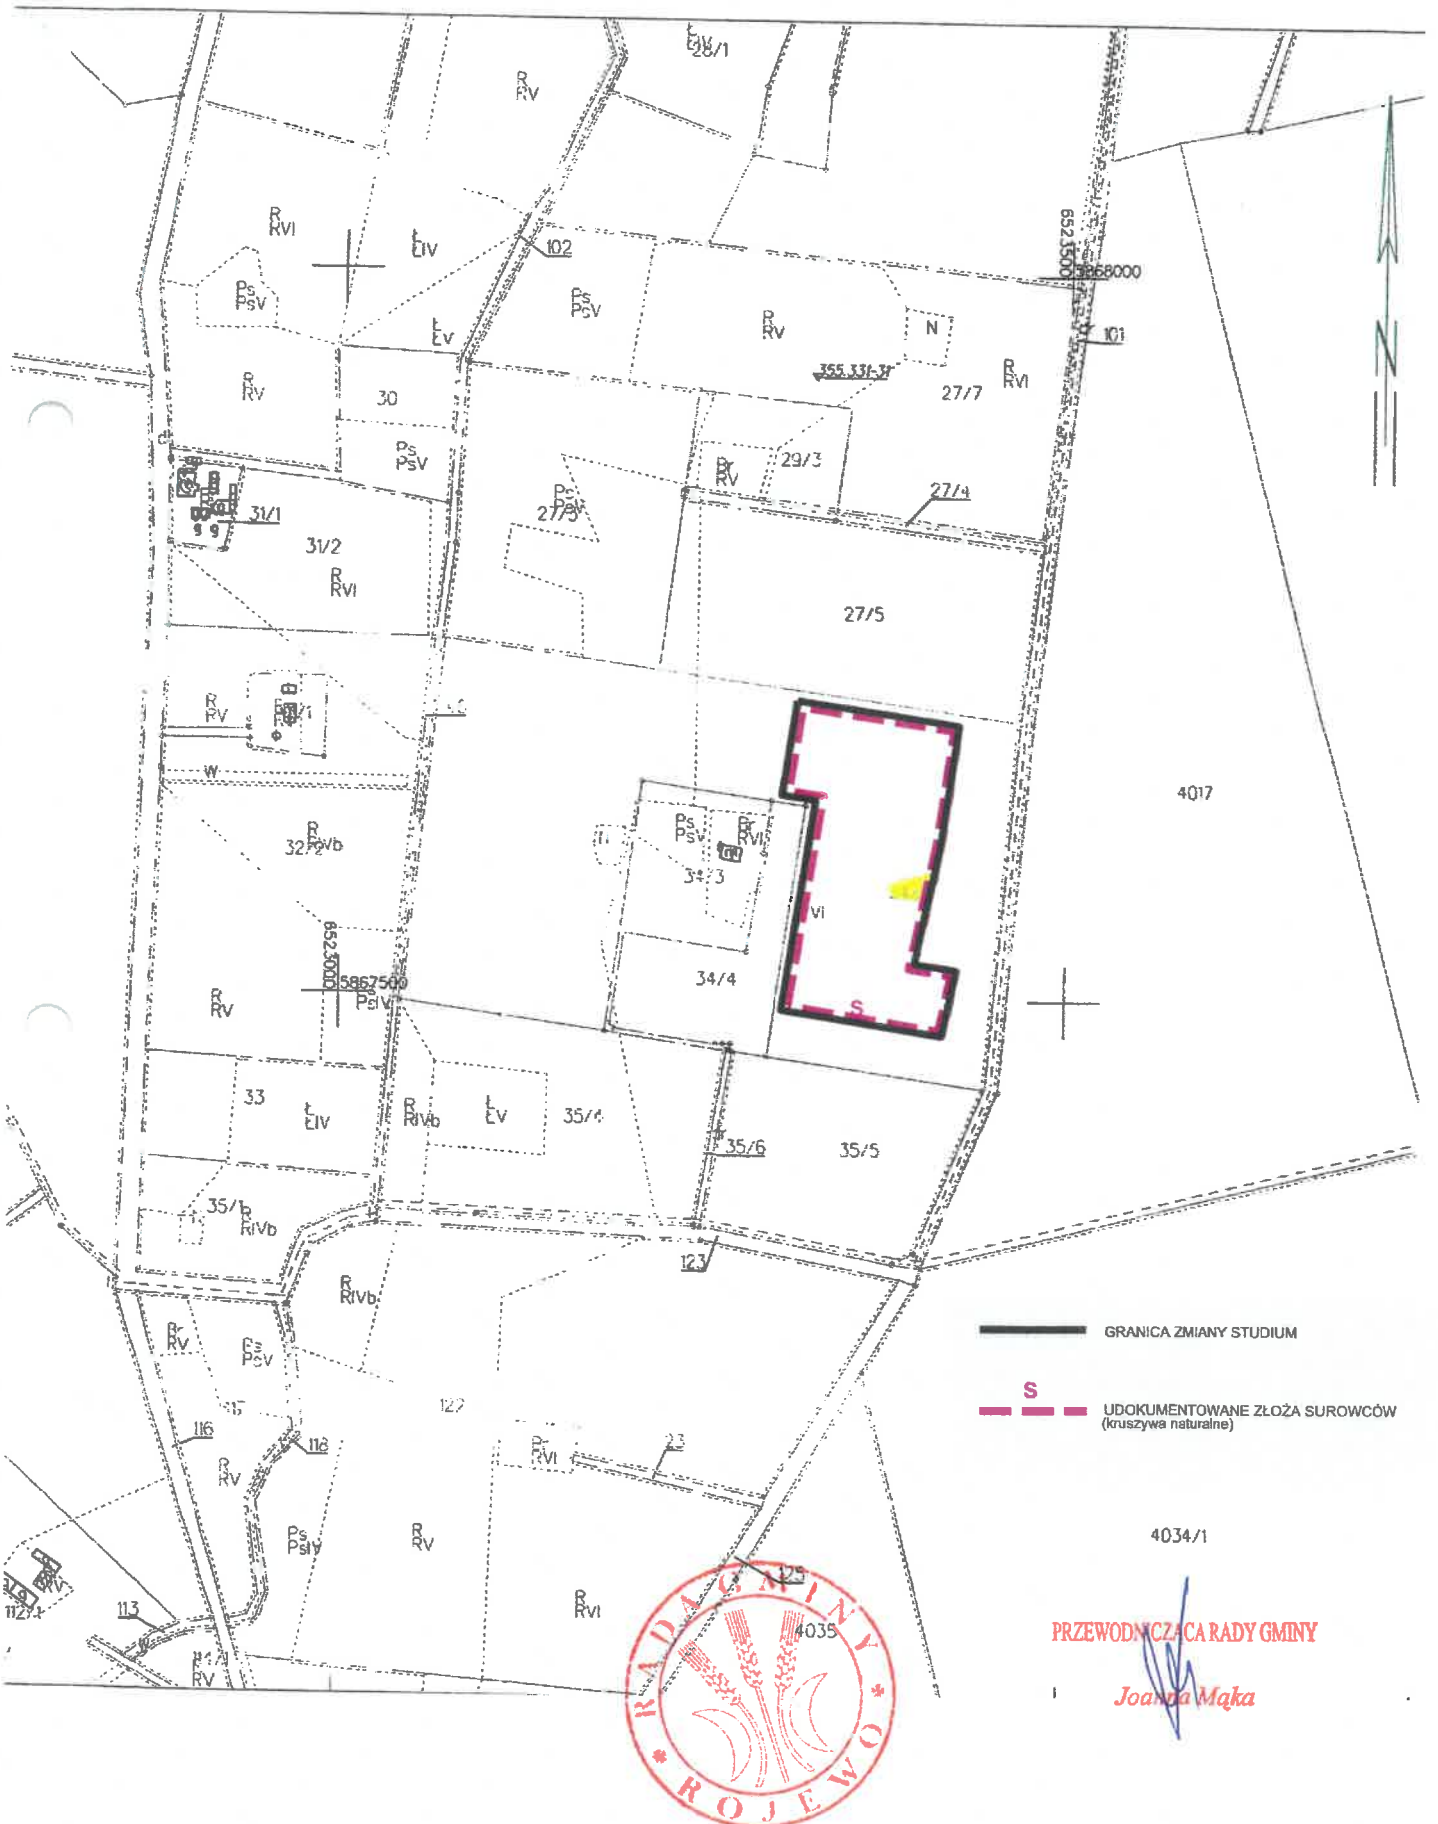 Ł
ŁIV
28/1
R
RV
R
RVI
Ł
ŁIV
102
6523500
5868000
Ps
PsV
Ps
PsV
R
RV
N
101
Ł
ŁV
R
RVI
355.331-31
27/7
R
RV
30
Ps
PsV
Br
RV
29/3
27/4
31/1
31/2
R
RVI
27/5
R
RV
W
4017
R
32/2
Ps
PsV
Br
RVI
34/3
VI
6523000
5867500
PsIV
R
RV
34/4
S
33
Ł
ŁIV
R
RIVb
Ł
ŁV
35/6
35/5
35/1
R
RIVb
123
R
RIVb
GRANICA ZMIANY STUDIUM
Br
RV
PsV
S
UDOKUMENTOWANE ZŁOŻA SUROWCÓW
(kruszywa naturalne)
122
116
118
23
RVI
R
RV
Ps
PsIV
R
RV
4034/1
125
R
RVI
113
4035
RV
PRZEWODNICZĄCA RADY GMINY
Joanna Mąka
RADA GMINY * ROJEWO *